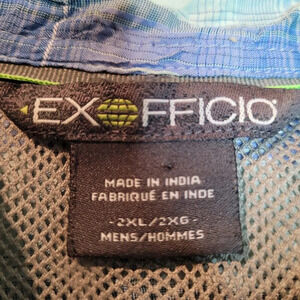 EXOFFICIO
MADE IN INDIA
FABRIQUÉ EN INDE
-2XL/2XG-
MENS/HOMMES